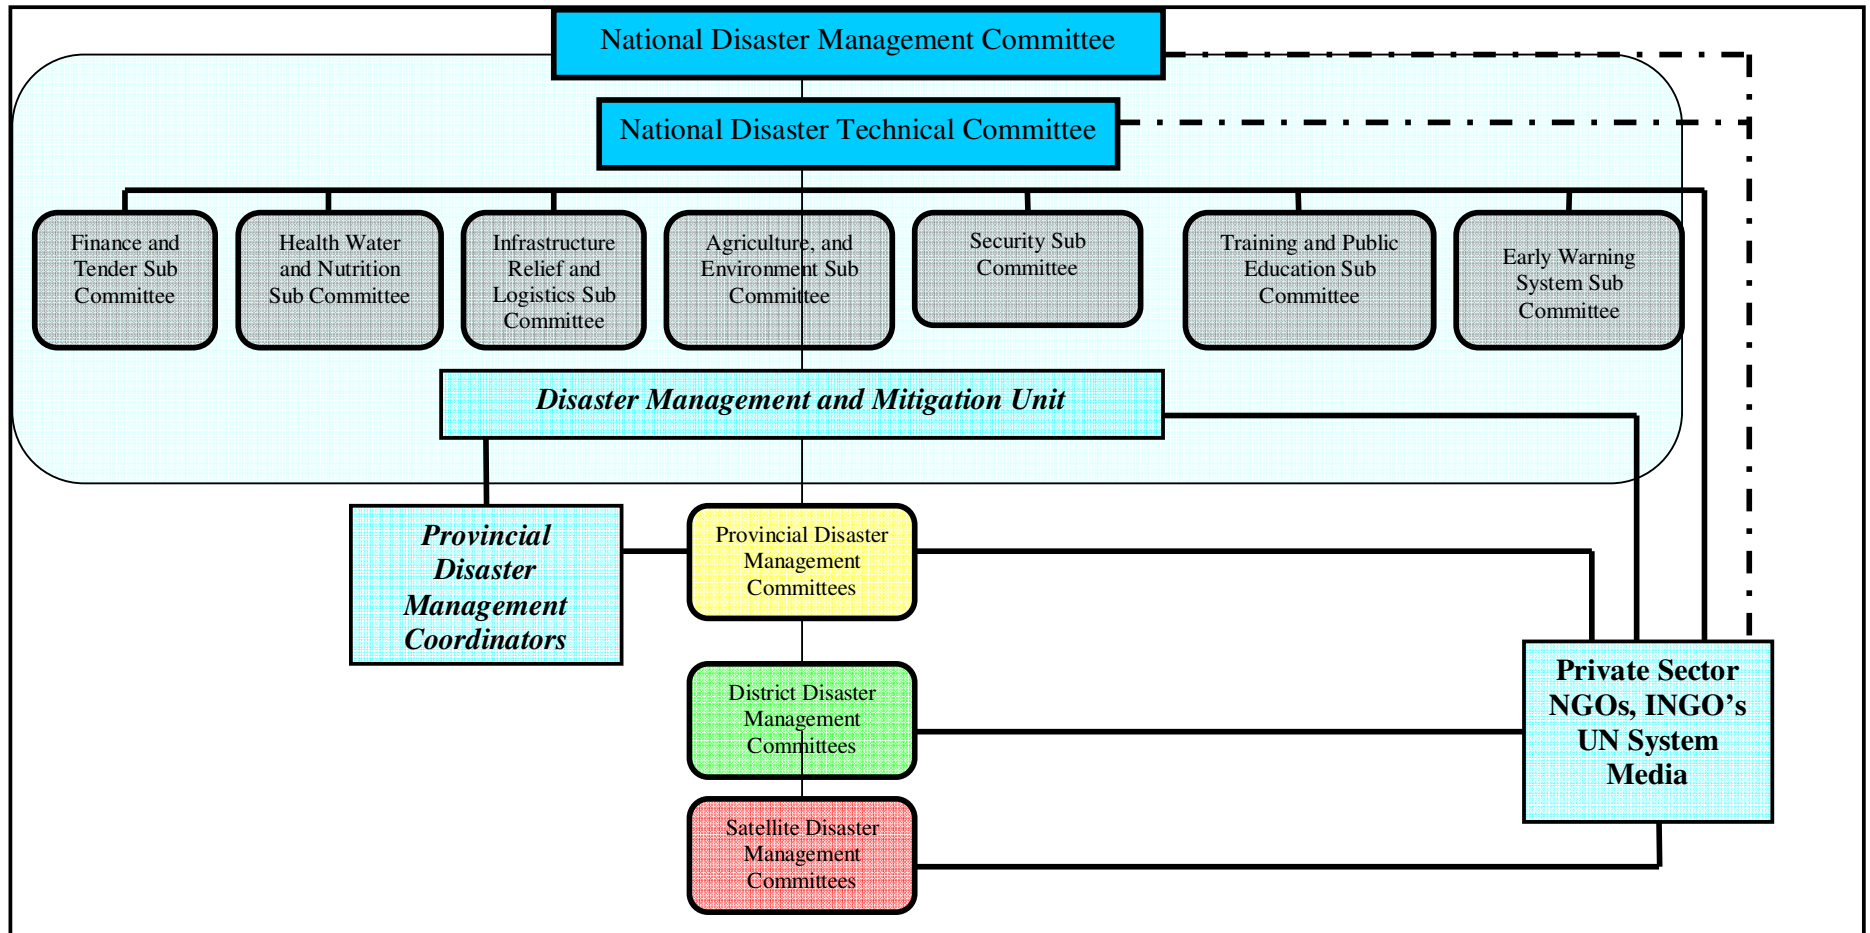 National Disaster Management Committee
National Disaster Technical Committee
Finance and
Tender Sub
Committee
Health Water
and Nutrition
Sub Committee
Infrastructure
Relief and
Logistics Sub
Committee
Agriculture, and
Environment Sub
Committee
Security Sub
Committee
Training and Public
Education Sub
Committee
Early Warning
System Sub
Committee
Disaster Management and Mitigation Unit
Provincial
Disaster
Management
Coordinators
Provincial Disaster
Management
Committees
District Disaster
Management
Committees
Satellite Disaster
Management
Committees
Private Sector
NGOs, INGO’s
UN System
Media